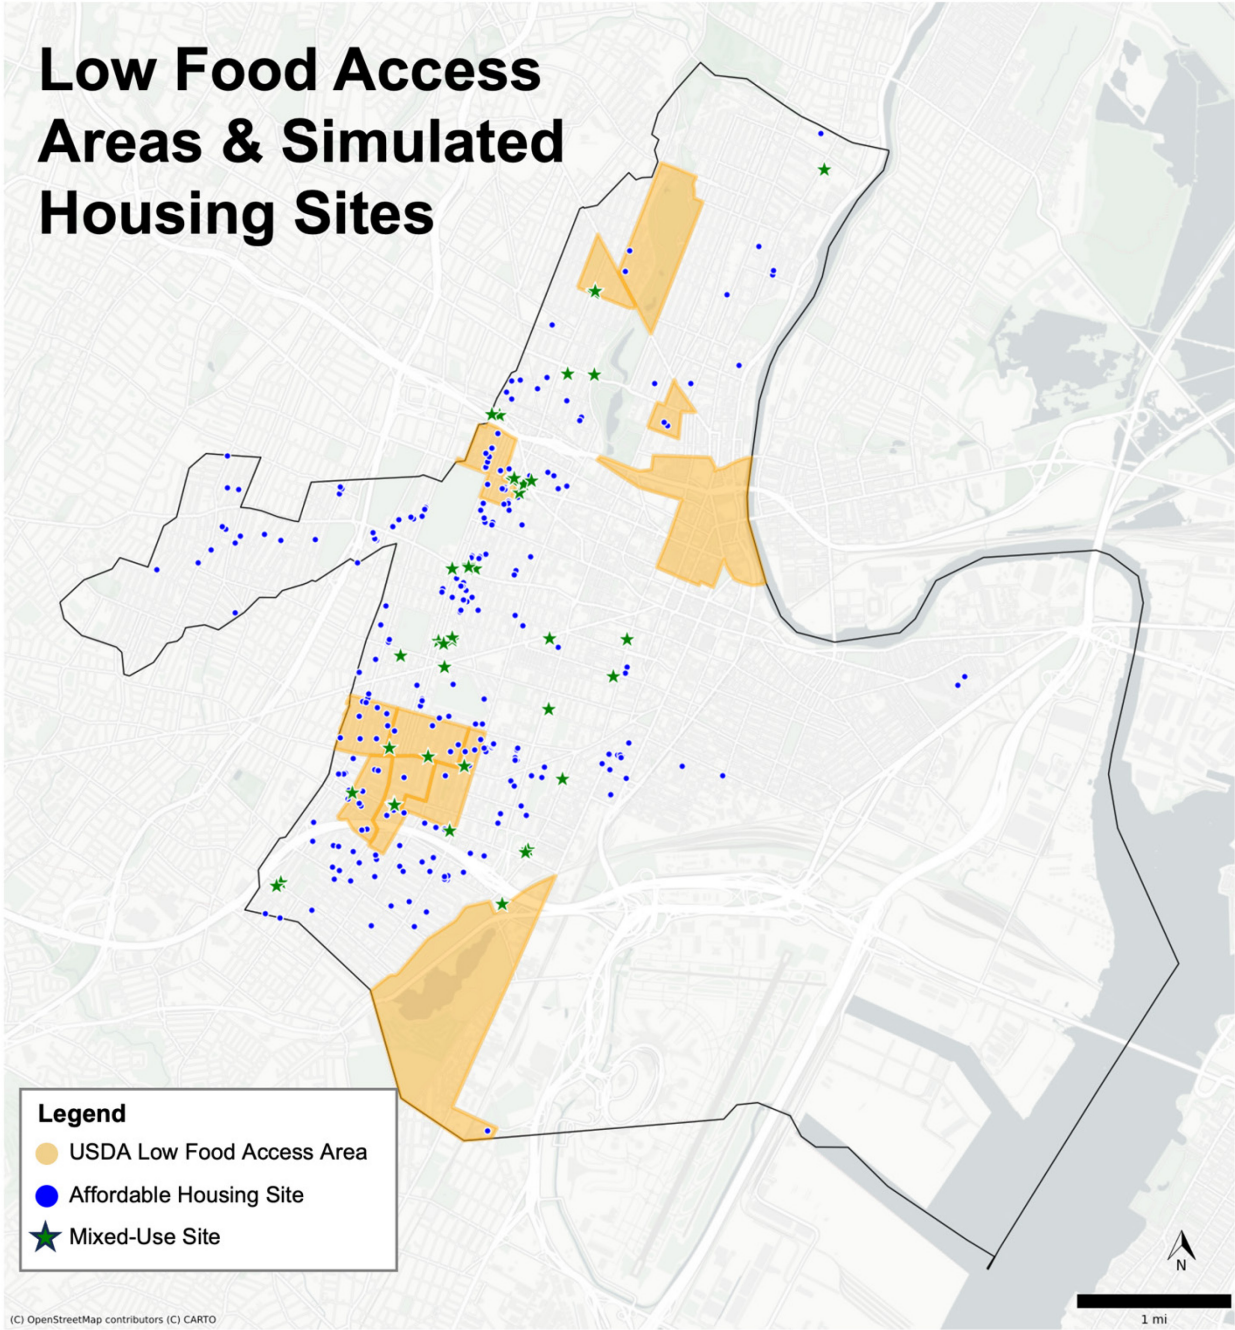 Low Food Access
Areas & Simulated
Housing Sites
Legend
USDA Low Food Access Area
Affordable Housing Site
Mixed-Use Site
N
1 mi
(C) OpenStreetMap contributors (C) CARTO